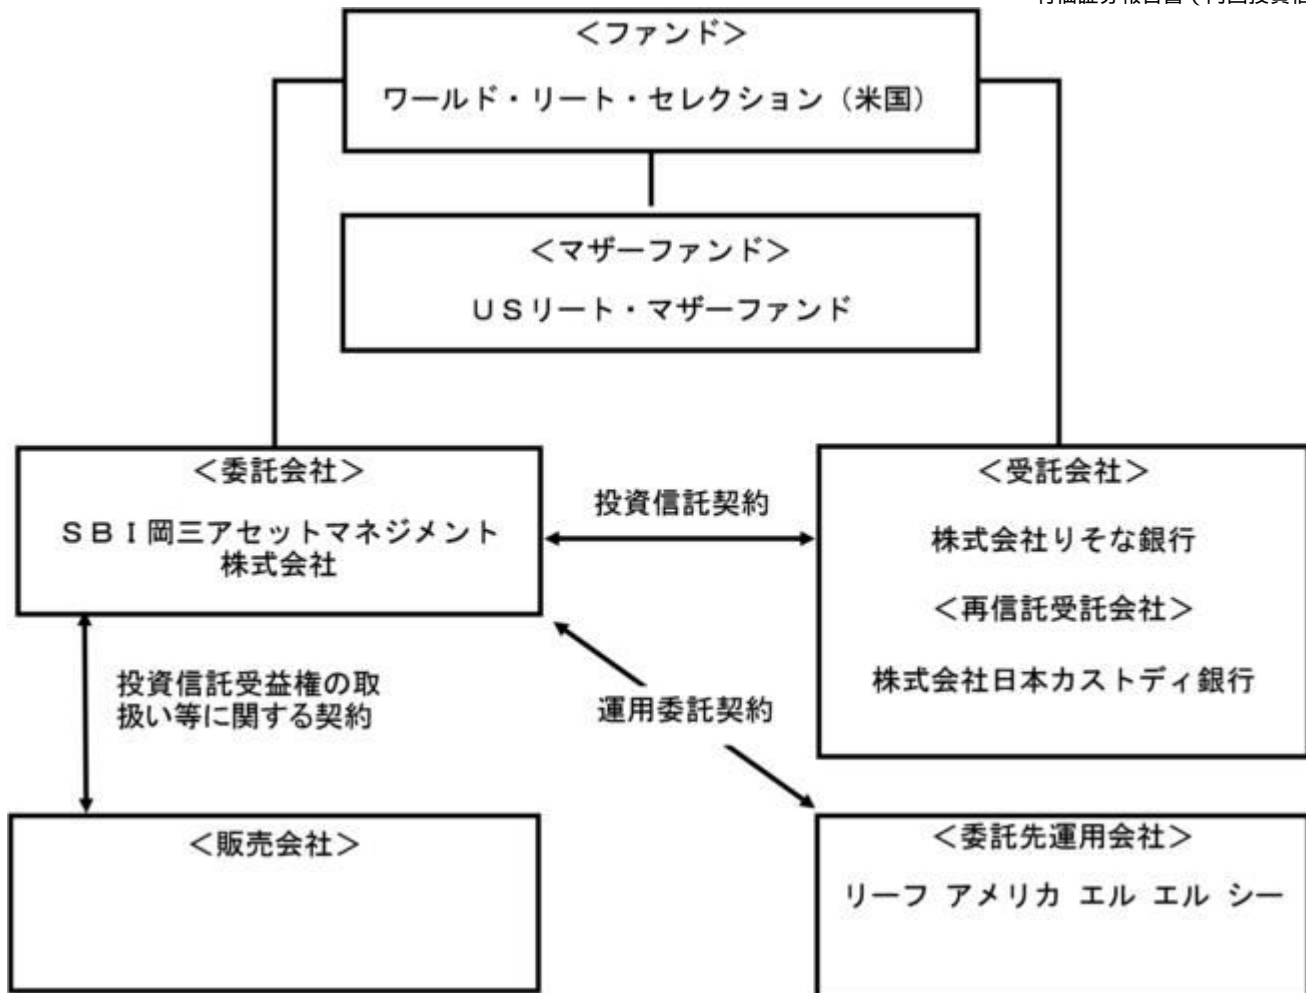 ＜ファンド＞
ワールド・リート・セレクション（米国）
＜マザーファンド＞
ＵＳリート・マザーファンド
＜委託会社＞
ＳＢＩ岡三アセットマネジメント
株式会社
投資信託契約
＜受託会社＞
株式会社りそな銀行
＜再信託受託会社＞
株式会社日本カストディ銀行
投資信託受益権の取
扱い等に関する契約
運用委託契約
＜販売会社＞
＜委託先運用会社＞
リーフ アメリカ エル エル シー